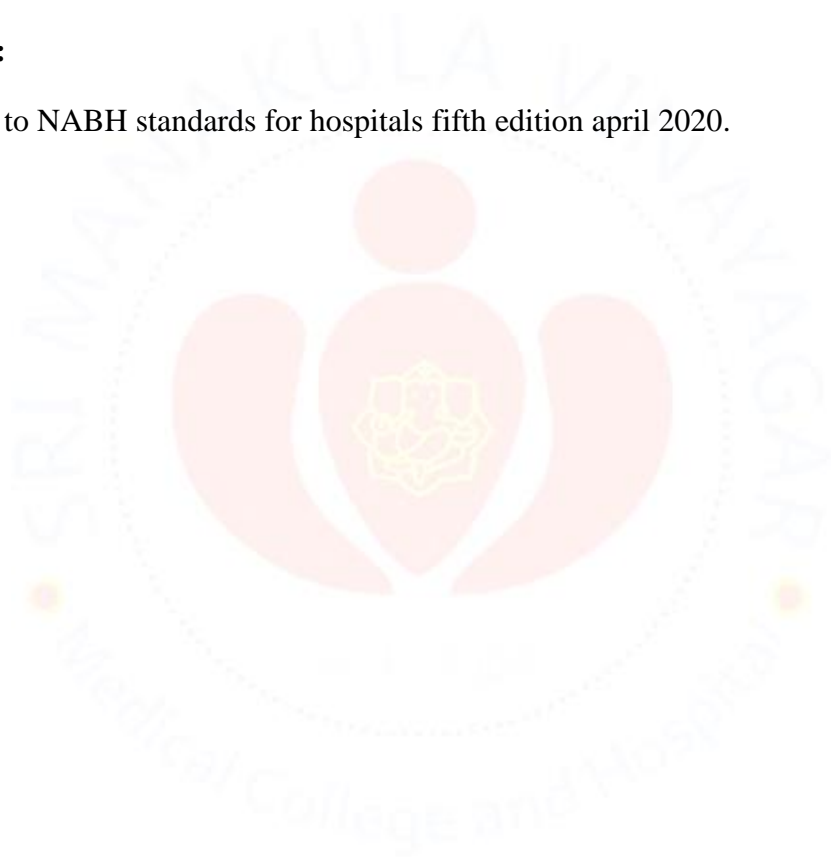 :
to NABH standards for hospitals fifth edition april 2020.
SRI MANAKULA VINAYAGAR
Medical College and Hospital